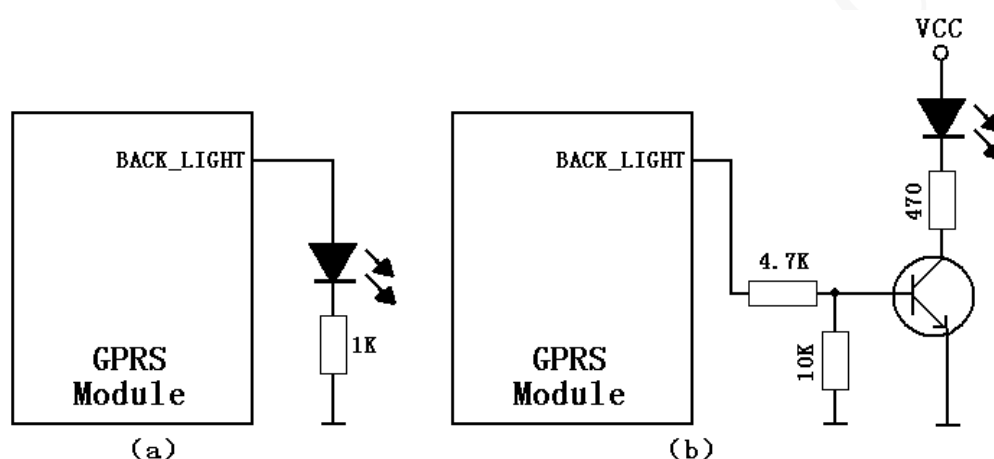 BACK_LIGHT
1K
GPRS
Module
(a)
VCC
BACK_LIGHT
470
4.7K
10K
GPRS
Module
(b)